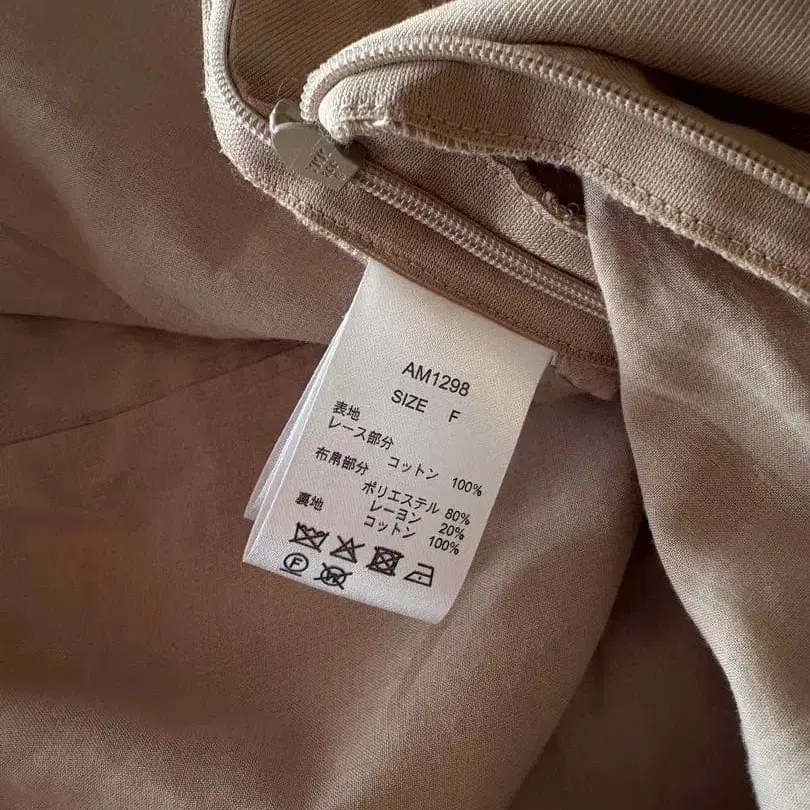 AM1298
SIZE F
表地
レース部分
コットン 100%
布帛部分
ポリエステル 80%
レーヨン 20%
裏地 コットン 100%
F
W